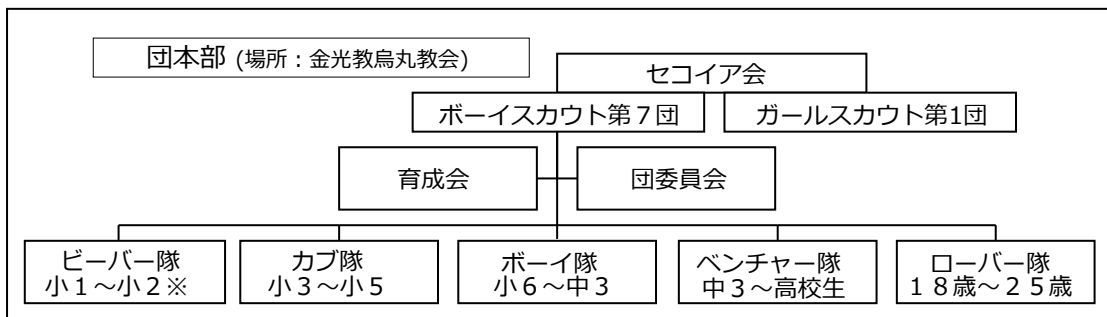 団本部 (場所：金光教烏丸教会)
セコイア会
ボーイスカウト第７団
ガールスカウト第1団
育成会
団委員会
ビーバー隊
小１～小２※
カブ隊
小３～小５
ボーイ隊
小６～中３
ベンチャー隊
中３～高校生
ローバー隊
１８歳～２５歳